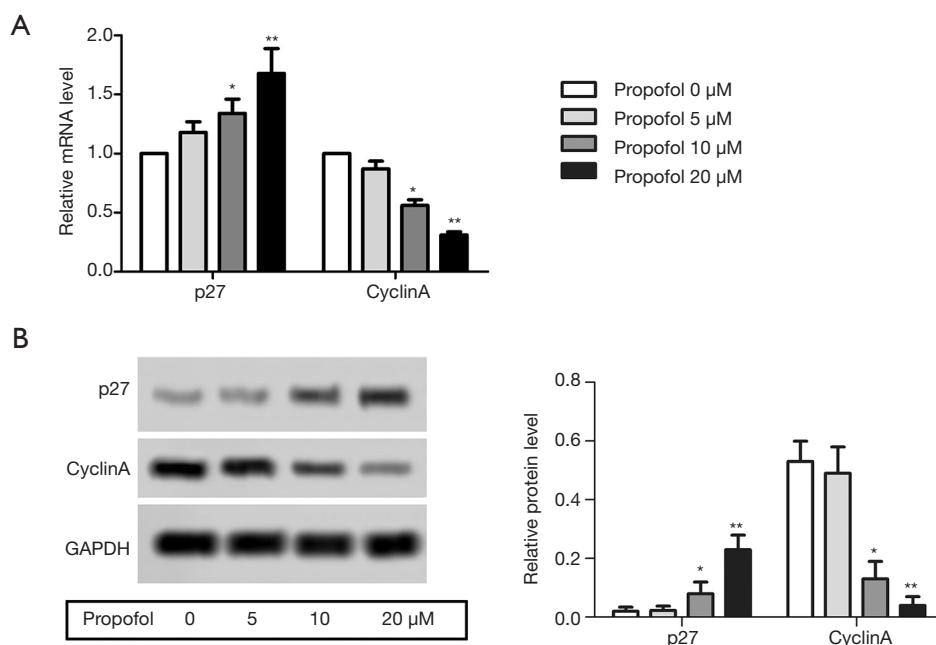 A
Relative mRNA level
2.0
1.5
1.0
0.5
0.0
*
**
*
**
p27
CyclinA
Propofol 0 µM
Propofol 5 µM
Propofol 10 µM
Propofol 20 µM
B
p27
CyclinA
GAPDH
Propofol 0 5 10 20 µM
Relative protein level
0.8
0.6
0.4
0.2
0.0
*
**
*
**
p27
CyclinA